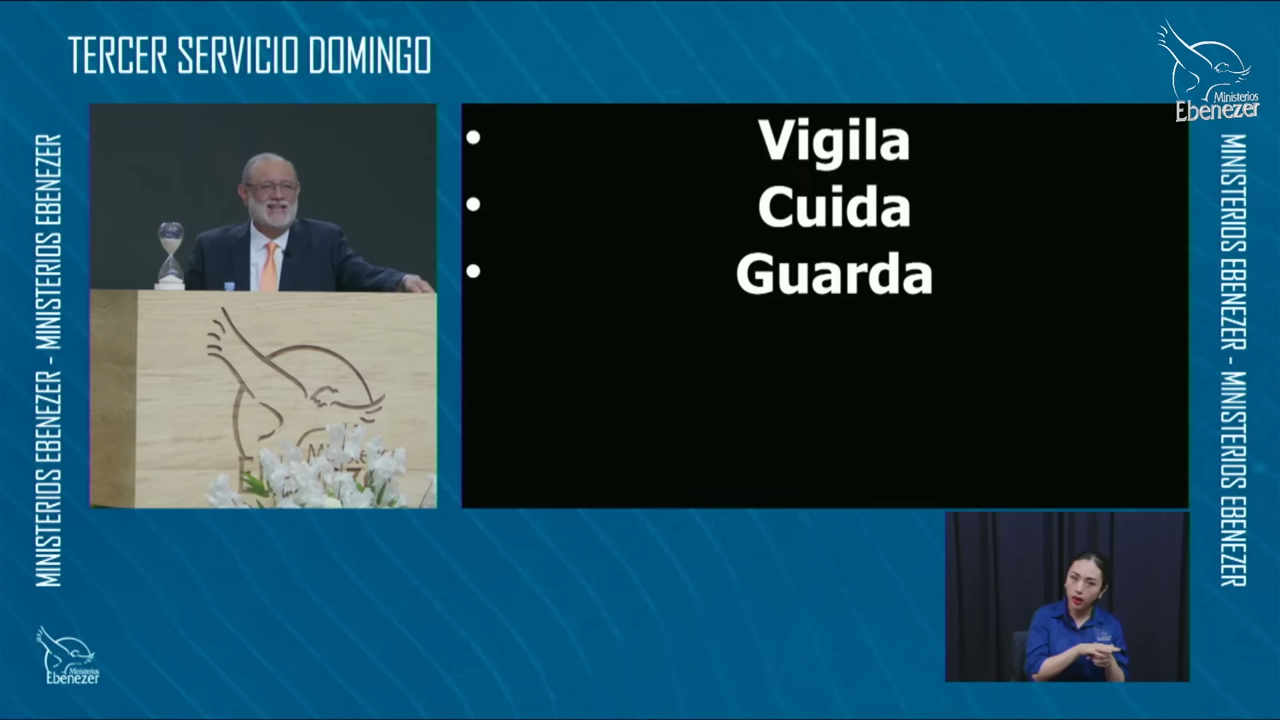 TERCER SERVICIO DOMINGO
Ministerios
Ebenezer
MINISTERIOS EBENEZER - MINISTERIOS EBENEZER
• Vigila
• Cuida
• Guarda
MINISTERIOS EBENEZER - MINISTERIOS EBENEZER
Ministerios
Ebenezer